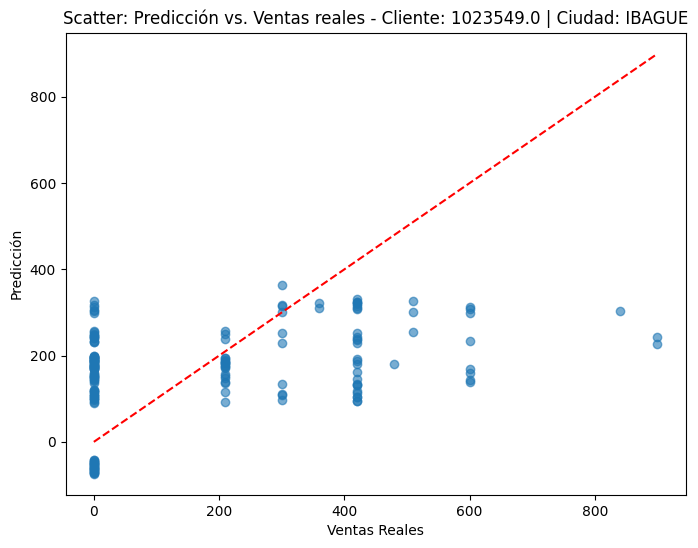 Scatter: Predicción vs. Ventas reales - Cliente: 1023549.0 | Ciudad: IBAGUE
Predicción
800
600
400
200
0
0 200 400 600 800
Ventas Reales